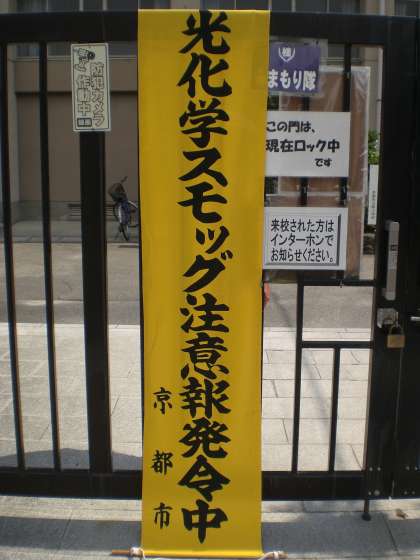 光化学スモッグ注意報発令中
京都市
防犯カメラ
作動中
まもり隊
この門は、
現在ロック中
です
来校された方は
インターホンで
お知らせください。